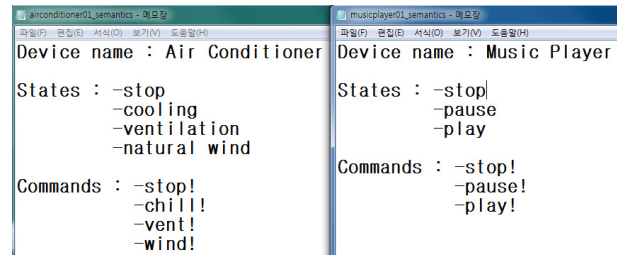 airconditioner01_semantics - 메모장
파일(F) 편집(E) 서식(O) 보기(V) 도움말(H)
Device name : Air Conditioner
States : -stop
-cooling
-ventilation
-natural wind
Commands : -stop!
-chill!
-vent!
-wind!
musicplayer01_semantics - 메모장
파일(F) 편집(E) 서식(O) 보기(V) 도움말(H)
Device name : Music Player
States : -stop
-pause
-play
Commands : -stop!
-pause!
-play!